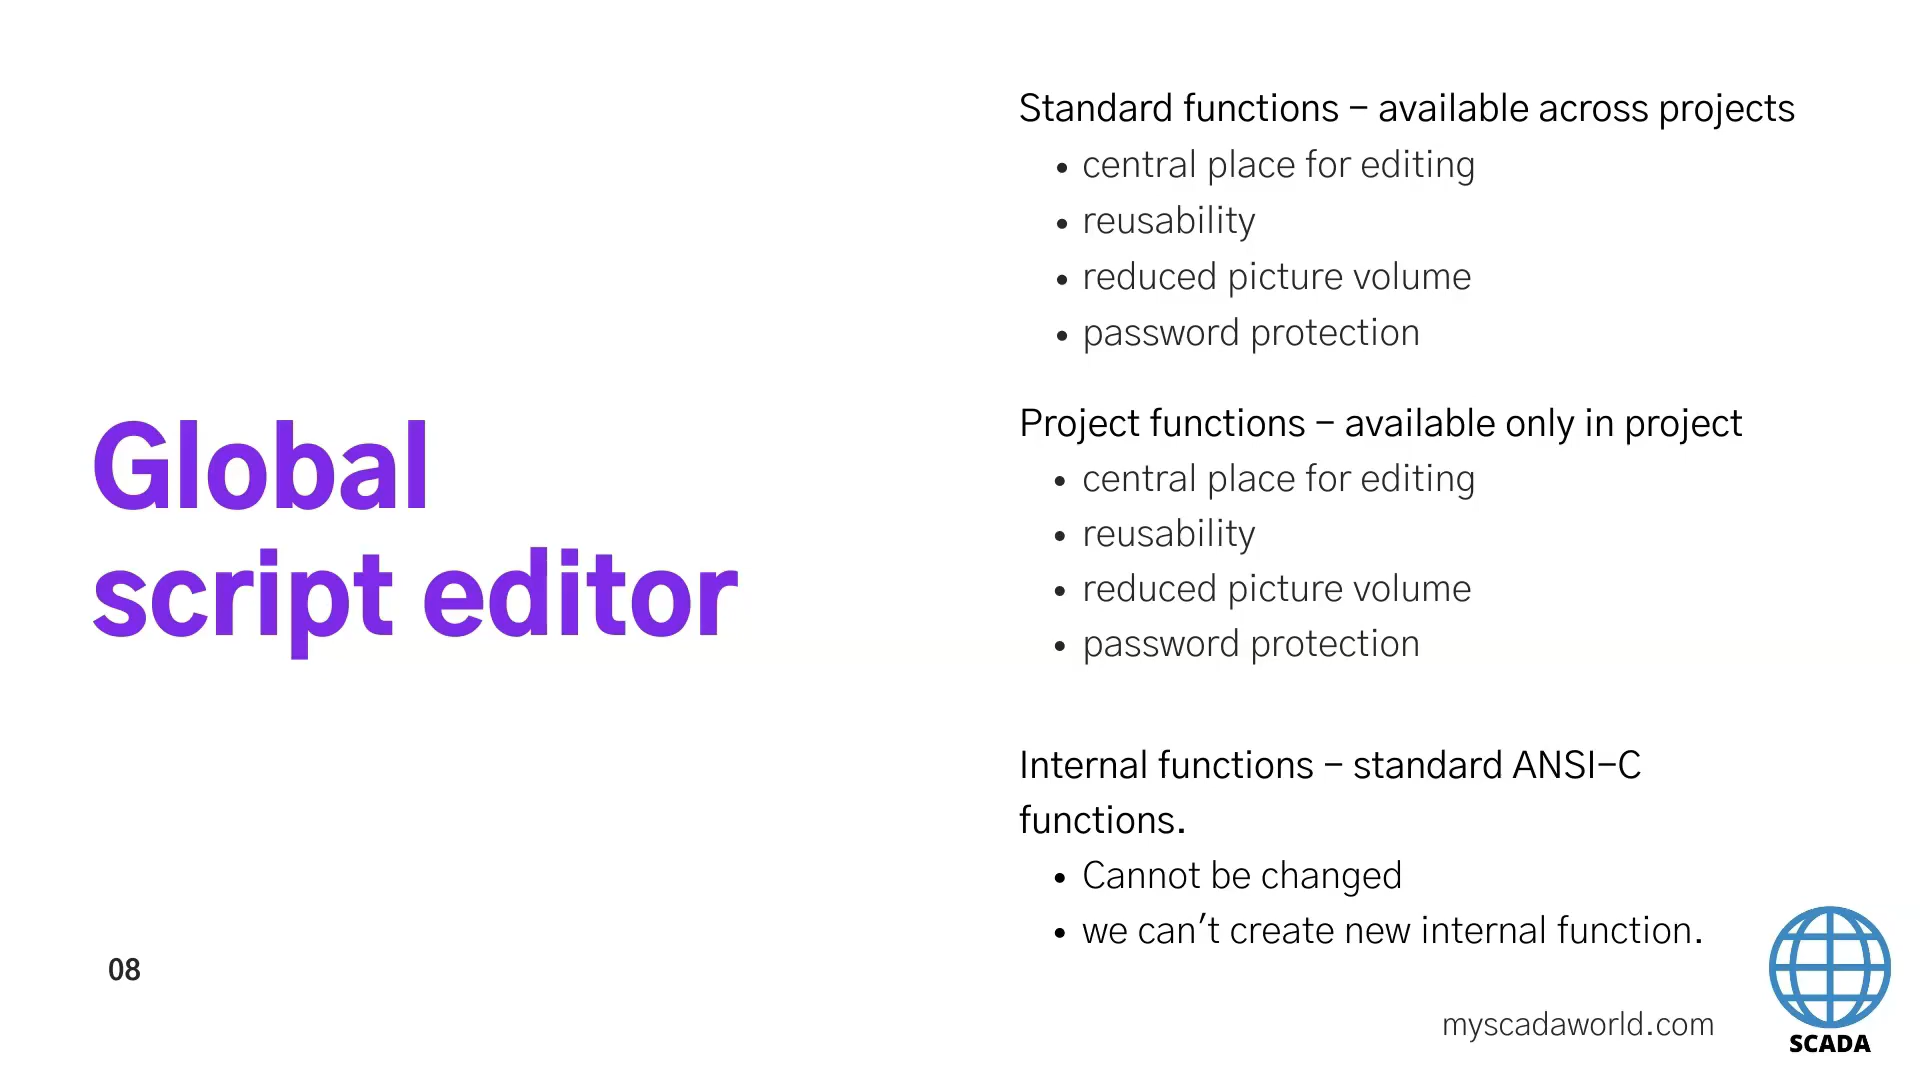 Global
script editor
08
Standard functions - available across projects
• central place for editing
• reusability
• reduced picture volume
• password protection
Project functions - available only in project
• central place for editing
• reusability
• reduced picture volume
• password protection
Internal functions - standard ANSI-C
functions.
• Cannot be changed
• we can't create new internal function.
myscadaworld.com
SCADA